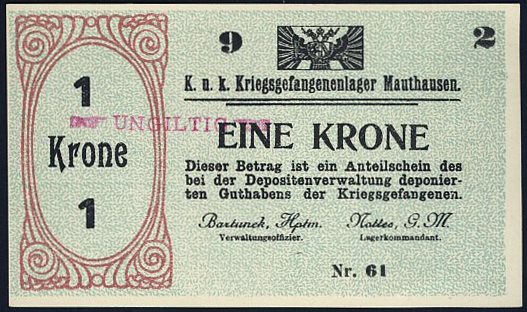 9
2
K. u. k. Kriegsgefangenenlager Mauthausen.
1
Krone
1
UNGILTIG
EINE KRONE
Dieser Betrag ist ein Anteilschein des
bei der Depositenverwaltung deponier-
ten Guthabens der Kriegsgefangenen.
Bartunek, Hptm. Nottes, G. M.
Verwaltungsoffizier. Lagerkommandant.
Nr. 61